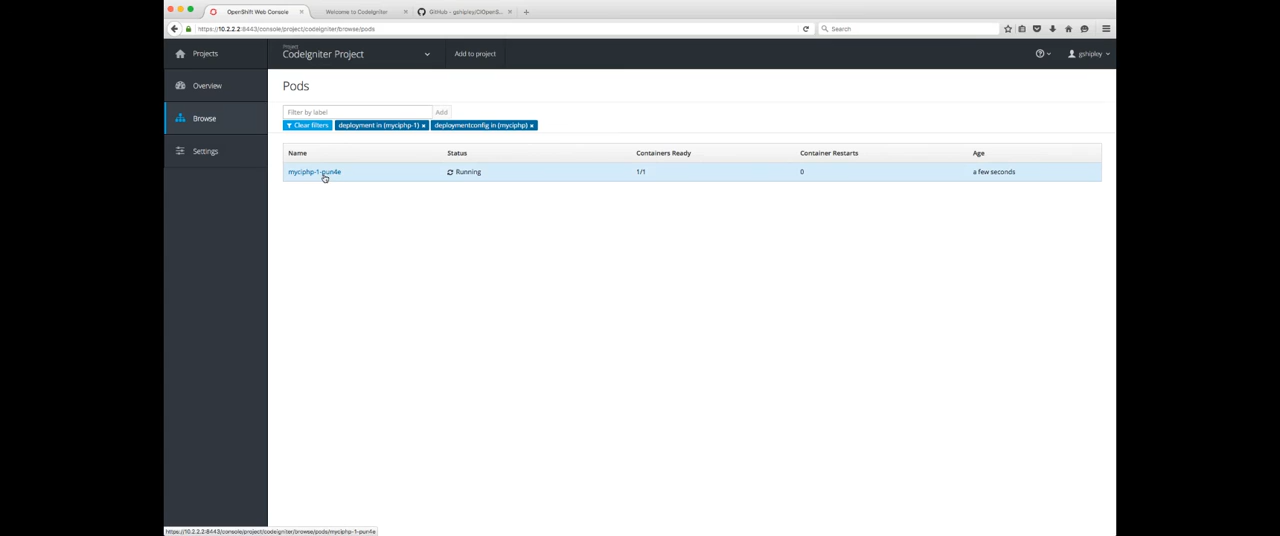 OpenShift Web Console ×
Welcome to CodeIgniter ×
GitHub - gshipley/CIOpenS... × +
https://10.2.2.2:8443/console/project/codeigniter/browse/pods
Search
Projects
Project
CodeIgniter Project
Add to project
gshipley
Overview
Browse
Settings
Pods
Filter by label
Add
Clear filters
deployment in (myciphp-1) ×
deploymentconfig in (myciphp) ×
Name Status Containers Ready Container Restarts Age
myciphp-1-pun4e Running 1/1 0 a few seconds
https://10.2.2.2:8443/console/project/codeigniter/browse/pods/myciphp-1-pun4e